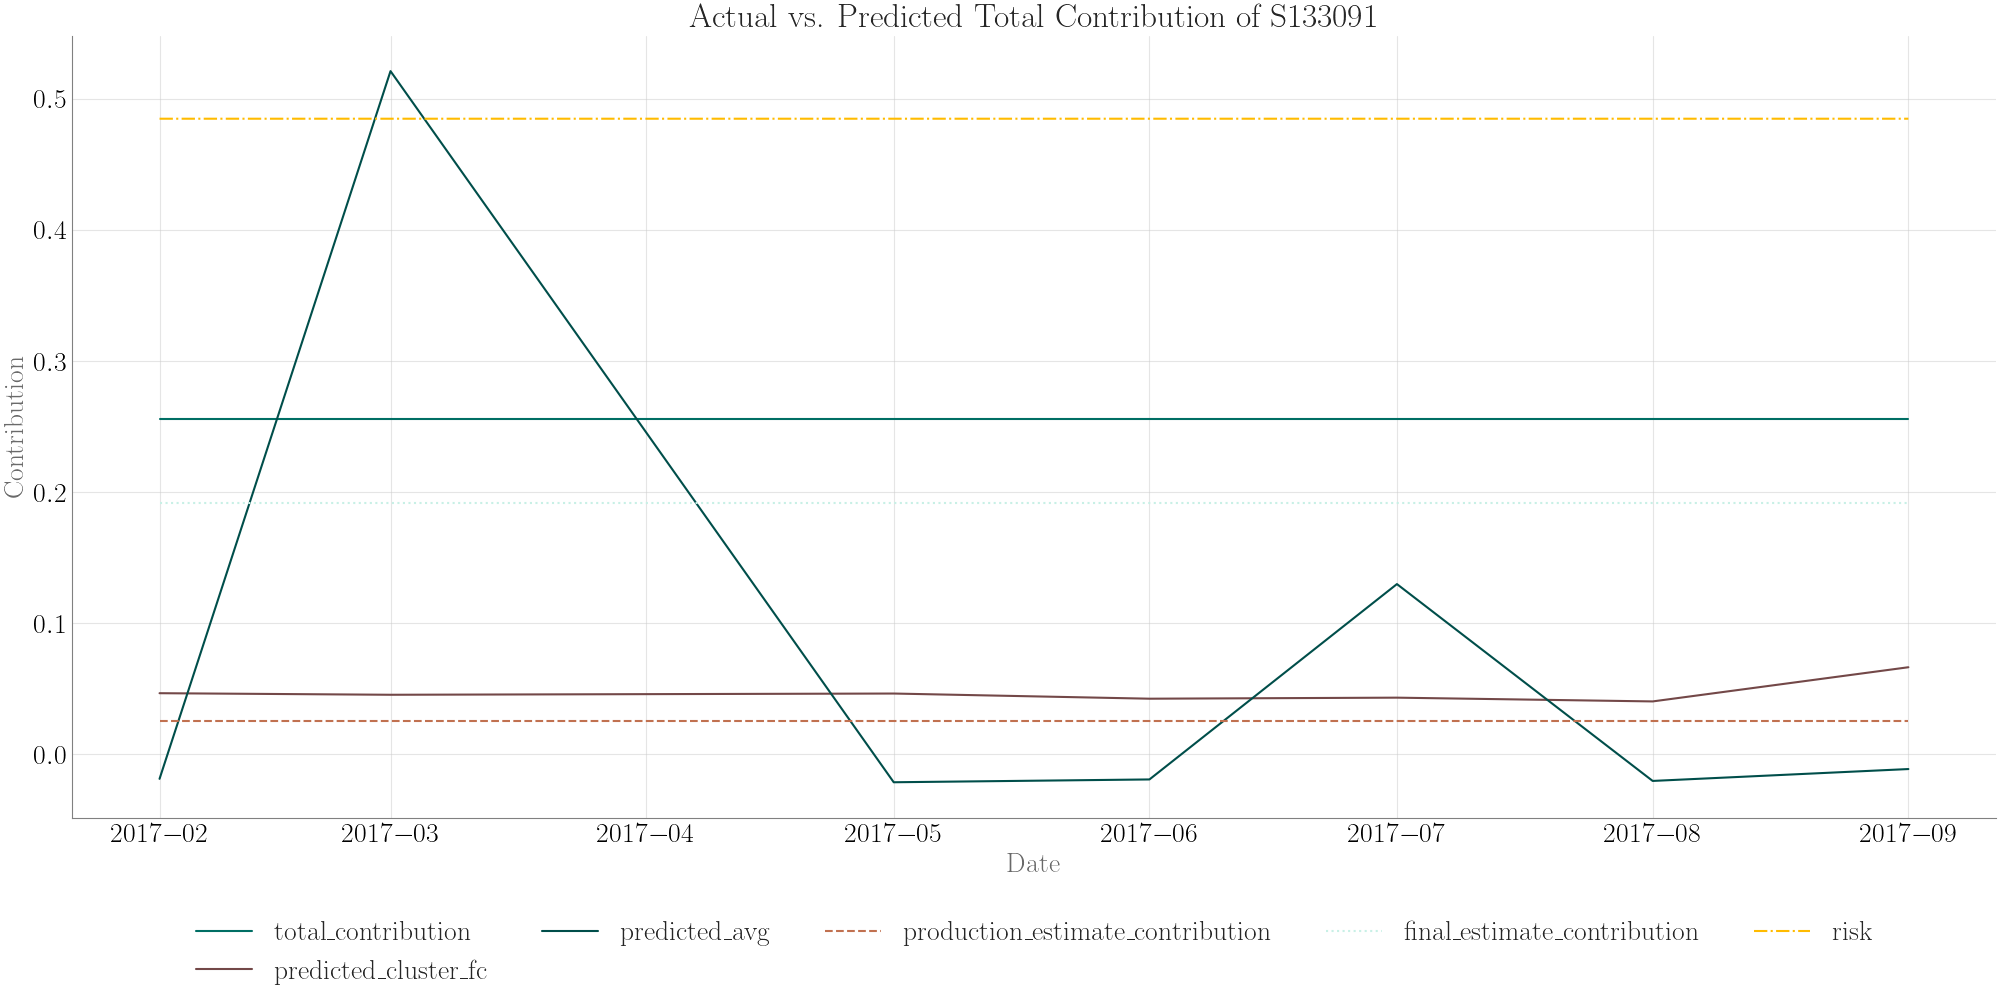 Actual vs. Predicted Total Contribution of S133091
0.5
0.4
0.3
0.2
0.1
0.0
Contribution
2017−02 2017−03 2017−04 2017−05 2017−06 2017−07 2017−08 2017−09
Date
total_contribution predicted_avg production_estimate_contribution final_estimate_contribution risk
predicted_cluster_fc